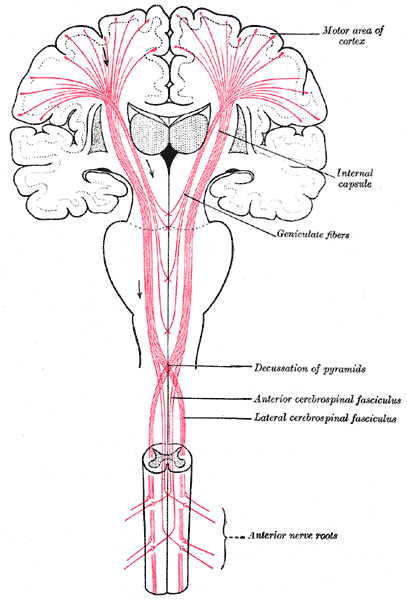 Motor area of
cortex
Internal
capsule
Geniculate fibers
Decussation of pyramids
Anterior cerebrospinal fasciculus
Lateral cerebrospinal fasciculus
Anterior nerve roots